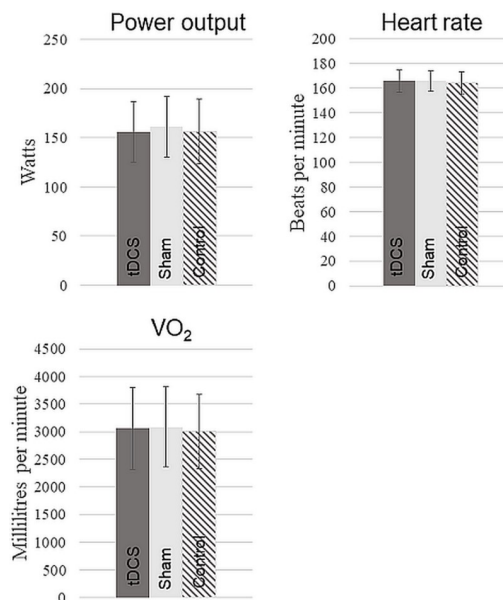 Power output
Watts
250
200
150
100
50
0
tDCS
Sham
Control
Heart rate
Beats per minute
200
180
160
140
120
100
80
60
40
20
0
tDCS
Sham
Control
VO₂
Millilitres per minute
4500
4000
3500
3000
2500
2000
1500
1000
500
0
tDCS
Sham
Control